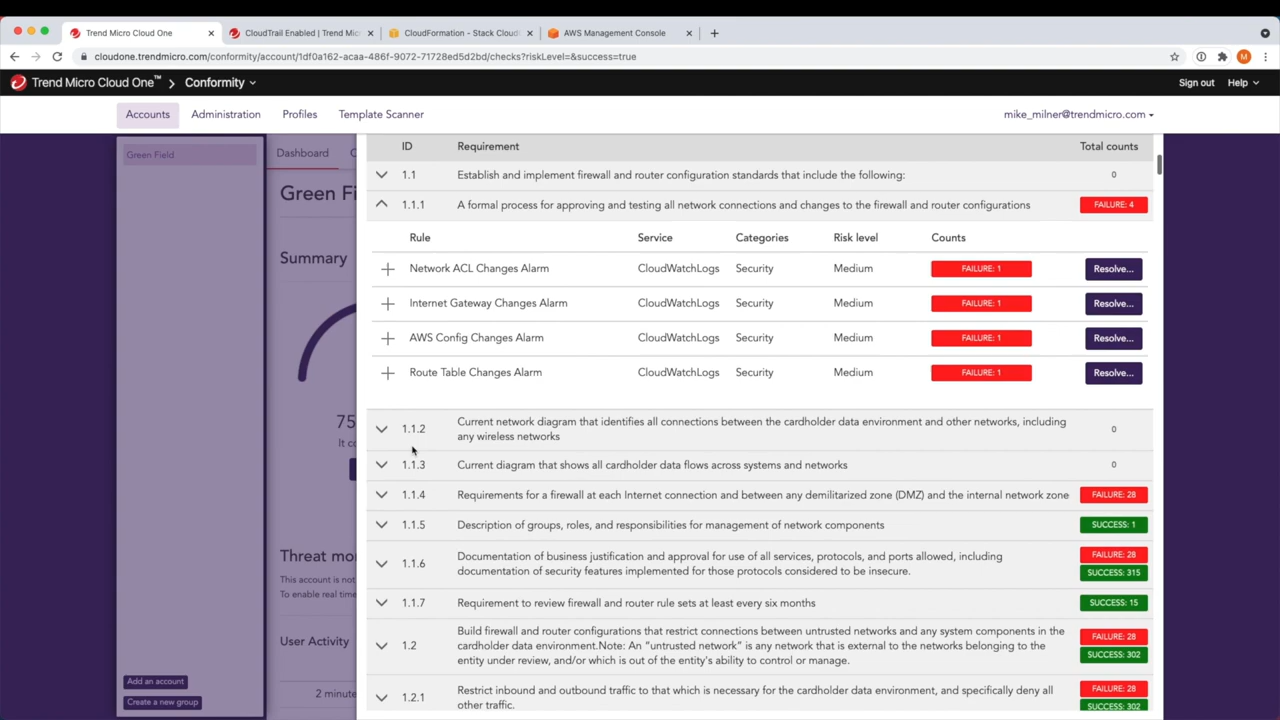 Trend Micro Cloud One
CloudTrail Enabled | Trend Mic
CloudFormation - Stack Cloud
AWS Management Console
cloudone.trendmicro.com/conformity/account/1df0a162-acaa-486f-9072-71728ed5d2bd/checks?riskLevel=&success=true
M
Trend Micro Cloud One™ Conformity
Sign out
Help
Accounts
Administration
Profiles
Template Scanner
mike_milner@trendmicro.com
Green Field
Add an account
Create a new group
Dashboard
C
Green Fi
Summary
75
It c
Threat mo
This account is not
To enable real time
User Activity
2 minute
ID Requirement Total counts
1.1 Establish and implement firewall and router configuration standards that include the following: 0
1.1.1 A formal process for approving and testing all network connections and changes to the firewall and router configurations FAILURE: 4
Rule Service Categories Risk level Counts
Network ACL Changes Alarm CloudWatchLogs Security Medium FAILURE: 1 Resolve...
Internet Gateway Changes Alarm CloudWatchLogs Security Medium FAILURE: 1 Resolve...
AWS Config Changes Alarm CloudWatchLogs Security Medium FAILURE: 1 Resolve...
Route Table Changes Alarm CloudWatchLogs Security Medium FAILURE: 1 Resolve...
1.1.2 Current network diagram that identifies all connections between the cardholder data environment and other networks, including 0
any wireless networks
1.1.3 Current diagram that shows all cardholder data flows across systems and networks 0
1.1.4 Requirements for a firewall at each Internet connection and between any demilitarized zone (DMZ) and the internal network zone FAILURE: 28
1.1.5 Description of groups, roles, and responsibilities for management of network components SUCCESS: 1
1.1.6 Documentation of business justification and approval for use of all services, protocols, and ports allowed, including FAILURE: 28
documentation of security features implemented for those protocols considered to be insecure. SUCCESS: 315
1.1.7 Requirement to review firewall and router rule sets at least every six months SUCCESS: 15
Build firewall and router configurations that restrict connections between untrusted networks and any system components in the FAILURE: 28
1.2 cardholder data environment.Note: An "untrusted network" is any network that is external to the networks belonging to the SUCCESS: 302
entity under review, and/or which is out of the entity's ability to control or manage.
1.2.1 Restrict inbound and outbound traffic to that which is necessary for the cardholder data environment, and specifically deny all FAILURE: 28
other traffic. SUCCESS: 302